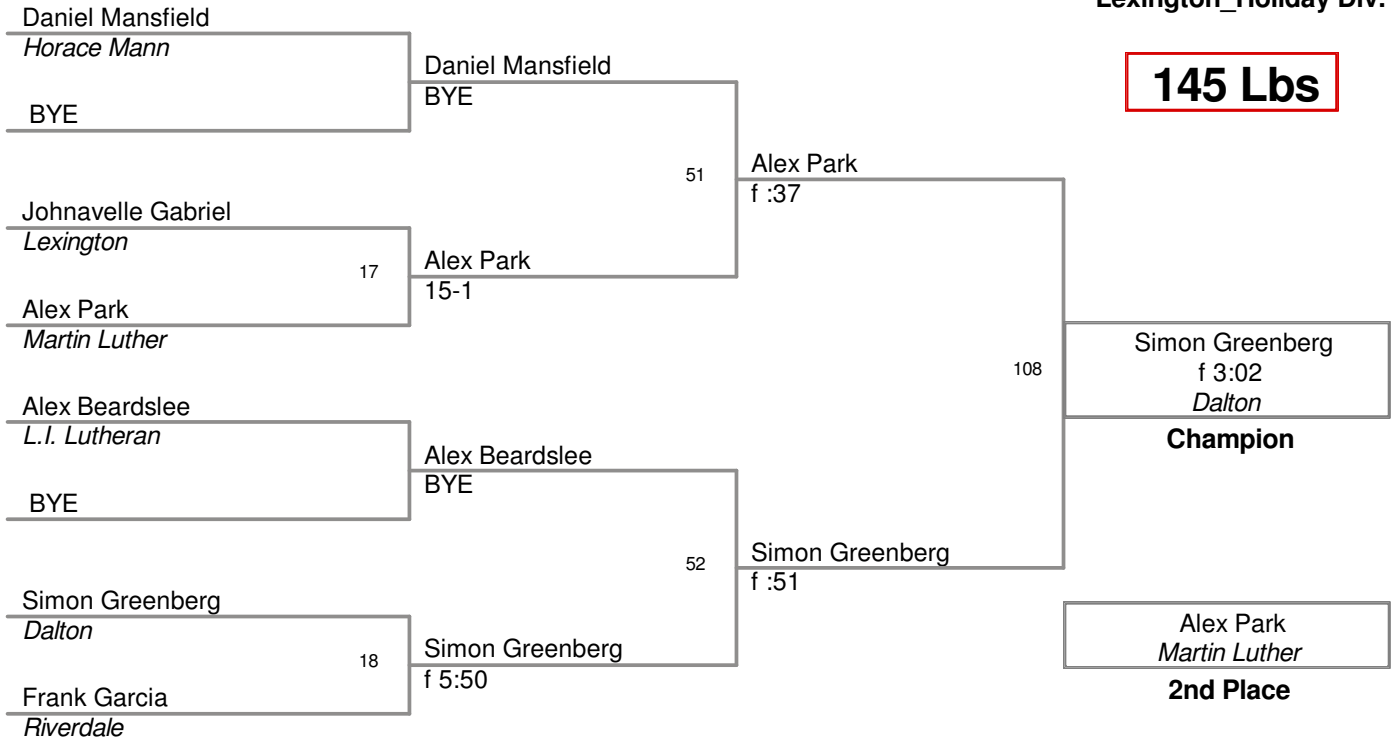 Lexington_Holiday Div.
145 Lbs
Daniel Mansfield
Horace Mann
BYE
Johnavelle Gabriel
Lexington
17
Alex Park
Martin Luther
Alex Beardslee
L.I. Lutheran
BYE
Simon Greenberg
Dalton
18
Frank Garcia
Riverdale
Daniel Mansfield
BYE
51
Alex Park
15-1
Alex Beardslee
BYE
52
Simon Greenberg
f 5:50
Alex Park
f :37
108
Simon Greenberg
f :51
Simon Greenberg
f 3:02
Dalton
Champion
Alex Park
Martin Luther
2nd Place